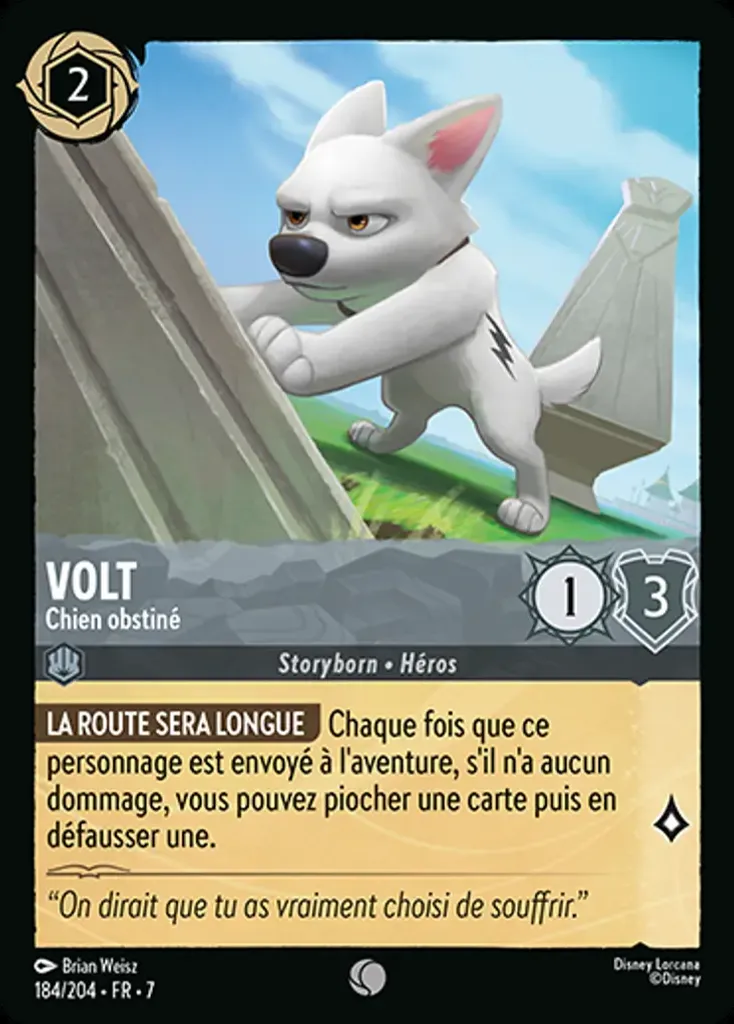 2
VOLT
Chien obstiné
1
3
Storyborn • Héros
LA ROUTE SERA LONGUE Chaque fois que ce
personnage est envoyé à l'aventure, s'il n'a aucun
dommage, vous pouvez piocher une carte puis en
défausser une.
“On dirait que tu as vraiment choisi de souffrir.”
Brian Weisz
Disney Lorcana
184/204 • FR • 7
©Disney